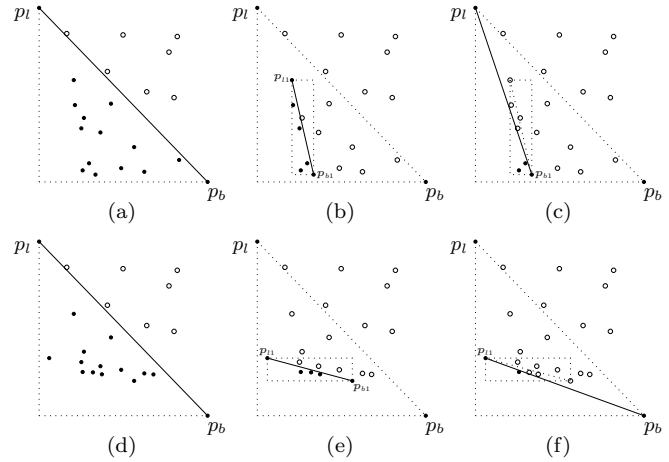 p_l p_l p_l
p_{l1}
p_{b1} p_{b1}
p_b p_b p_b
(a) (b) (c)
p_l p_l p_l
p_{l1} p_{l1}
p_{b1}
p_b p_b p_b
(d) (e) (f)